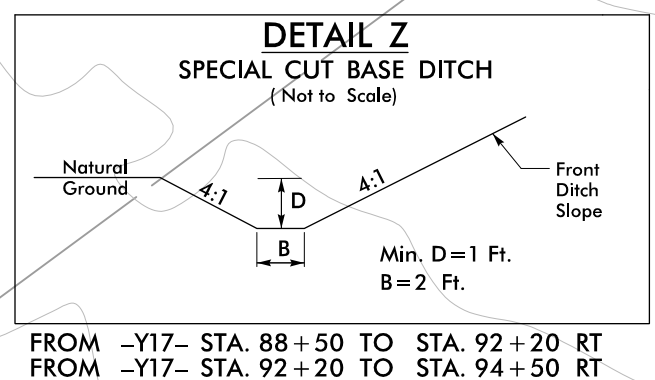 DETAIL Z
SPECIAL CUT BASE DITCH
( Not to Scale)
Natural
Ground
4:1
D
4:1
Front
Ditch
Slope
B
Min. D=1 Ft.
B=2 Ft.
FROM -Y17- STA. 88+50 TO STA. 92+20 RT
FROM -Y17- STA. 92+20 TO STA. 94+50 RT